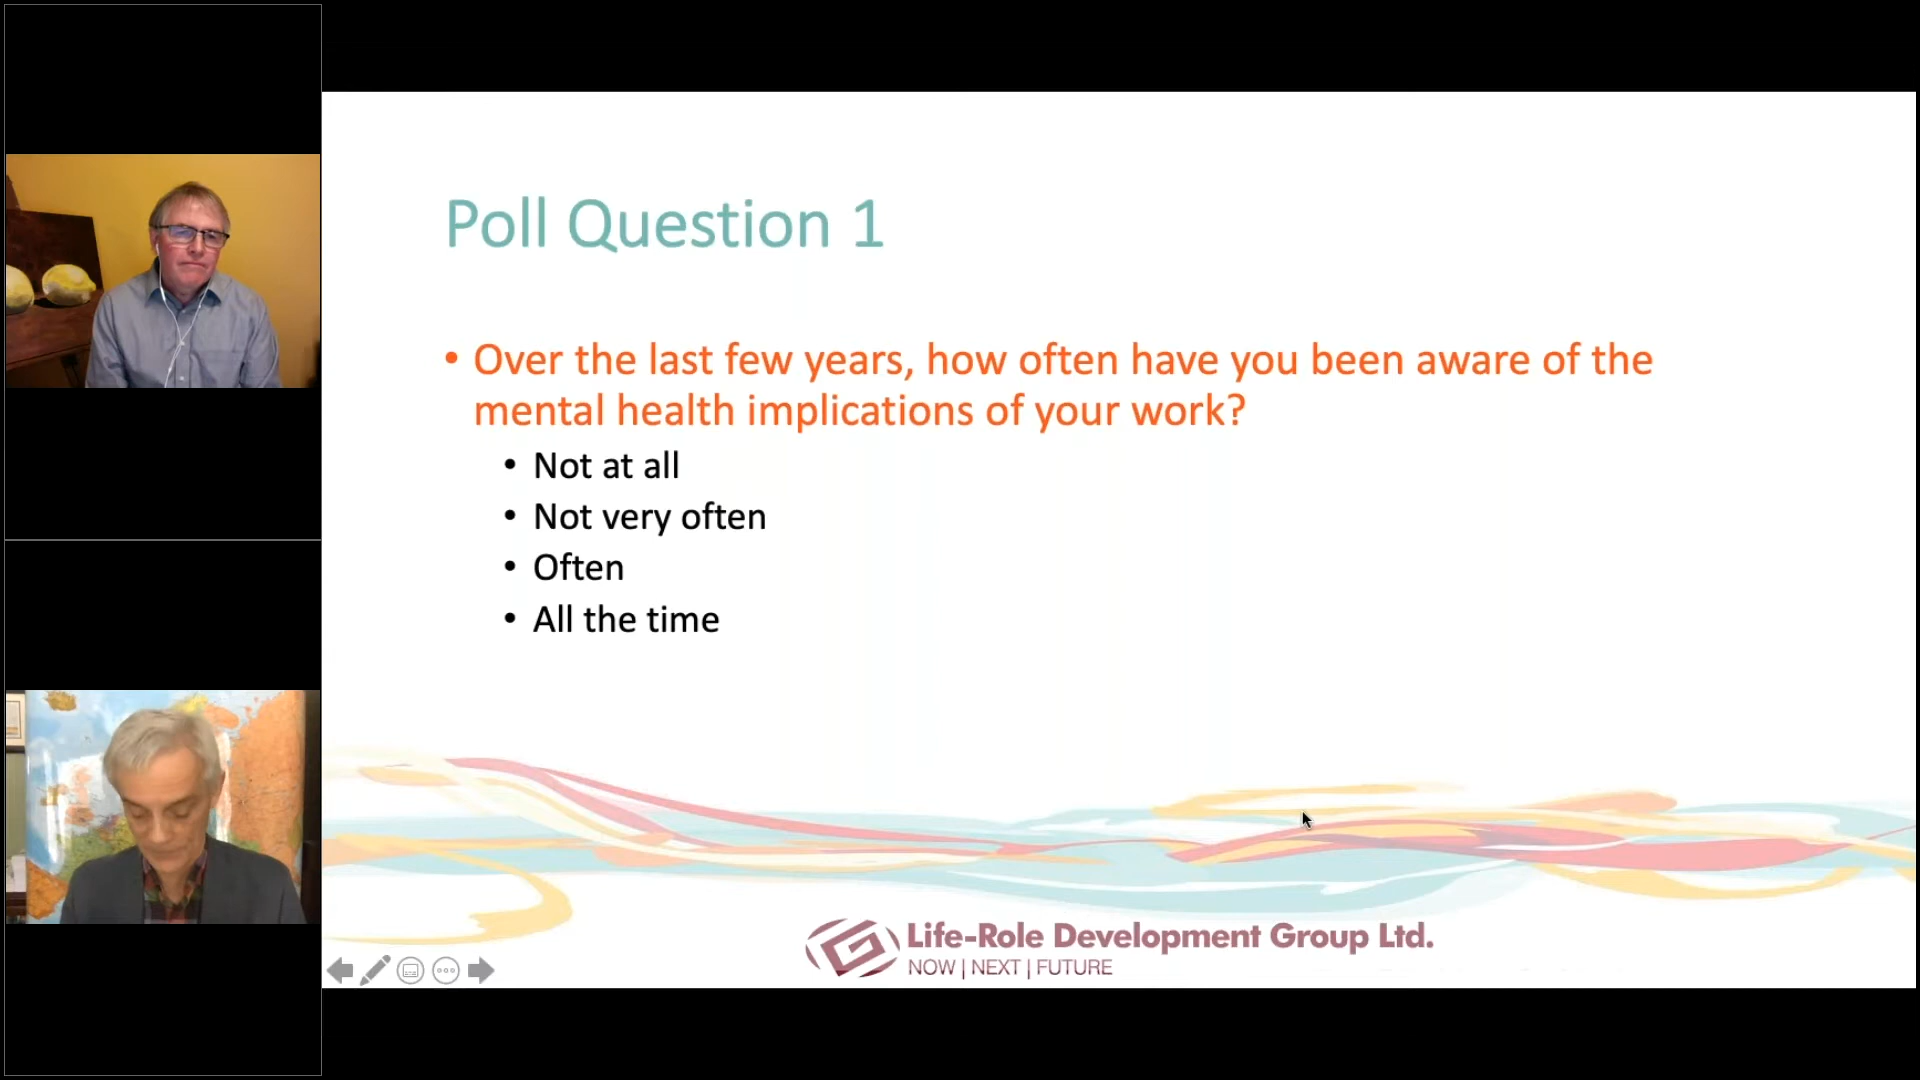 Poll Question 1
• Over the last few years, how often have you been aware of the
mental health implications of your work?
• Not at all
• Not very often
• Often
• All the time
Life-Role Development Group Ltd.
NOW | NEXT | FUTURE